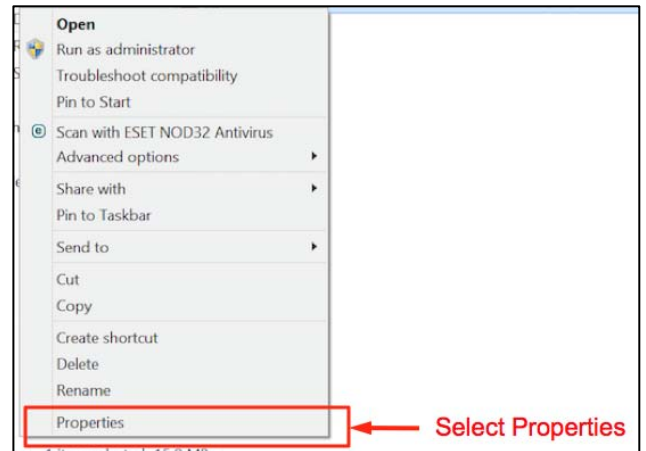 Open
Run as administrator
Troubleshoot compatibility
Pin to Start
Scan with ESET NOD32 Antivirus
Advanced options
Share with
Pin to Taskbar
Send to
Cut
Copy
Create shortcut
Delete
Rename
Properties
Select Properties